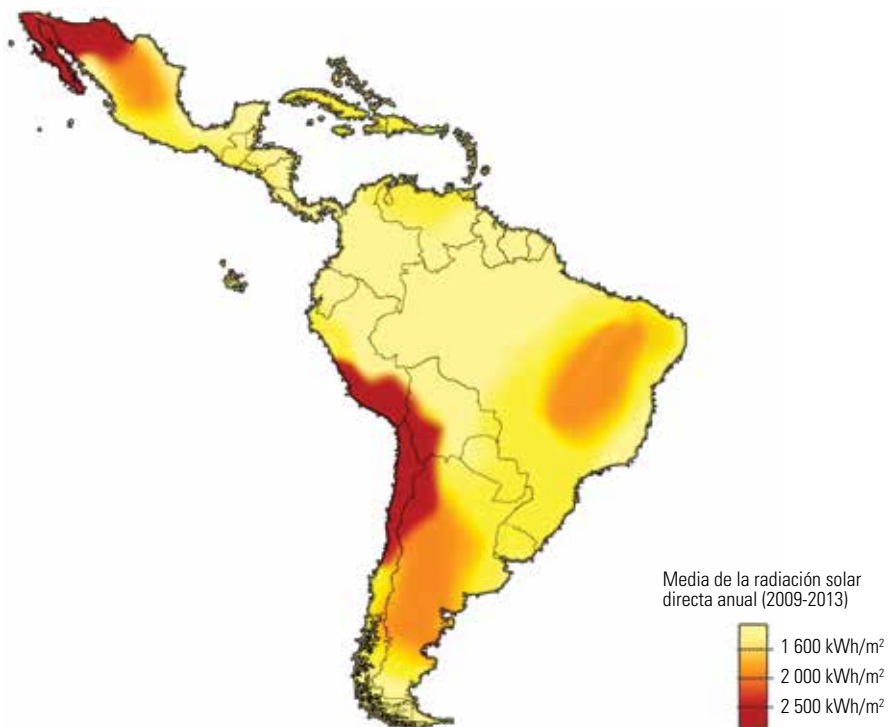 Media de la radiación solar
directa anual (2009-2013)
1 600 kWh/m²
2 000 kWh/m²
2 500 kWh/m²